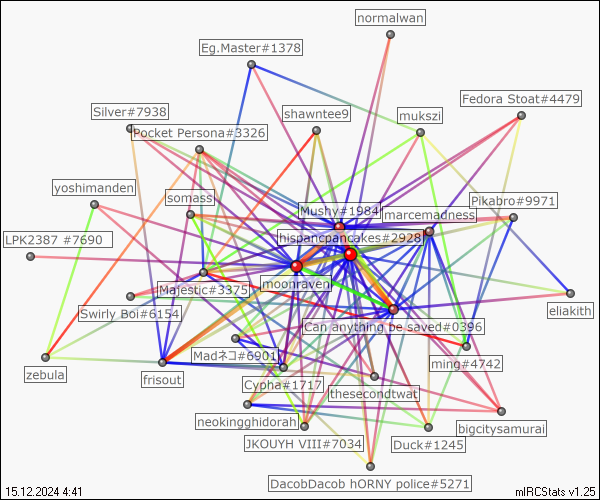 normalwan
Eg.Master#1378
Fedora Stoat#4479
Silver#7938
shawntee9
mukszi
Pocket Persona#3326
yoshimanden
somass
Pikabro#9971
Mushy#1984
marcemadness
LPK2387 #7690
hispancpancakes#2928
Majestic#3375
moonraven
eliakith
Swirly Boi#6154
Can anything be saved#0396
Madネコ#6901
ming#4742
zebula
frisout
Cypha#1717
thesecondtwat
neokingghidorah
bigcitysamurai
JKOUYH VIII#7034
Duck#1245
DacobDacob hORNY police#5271
15.12.2024 4:41
mIRCStats v1.25